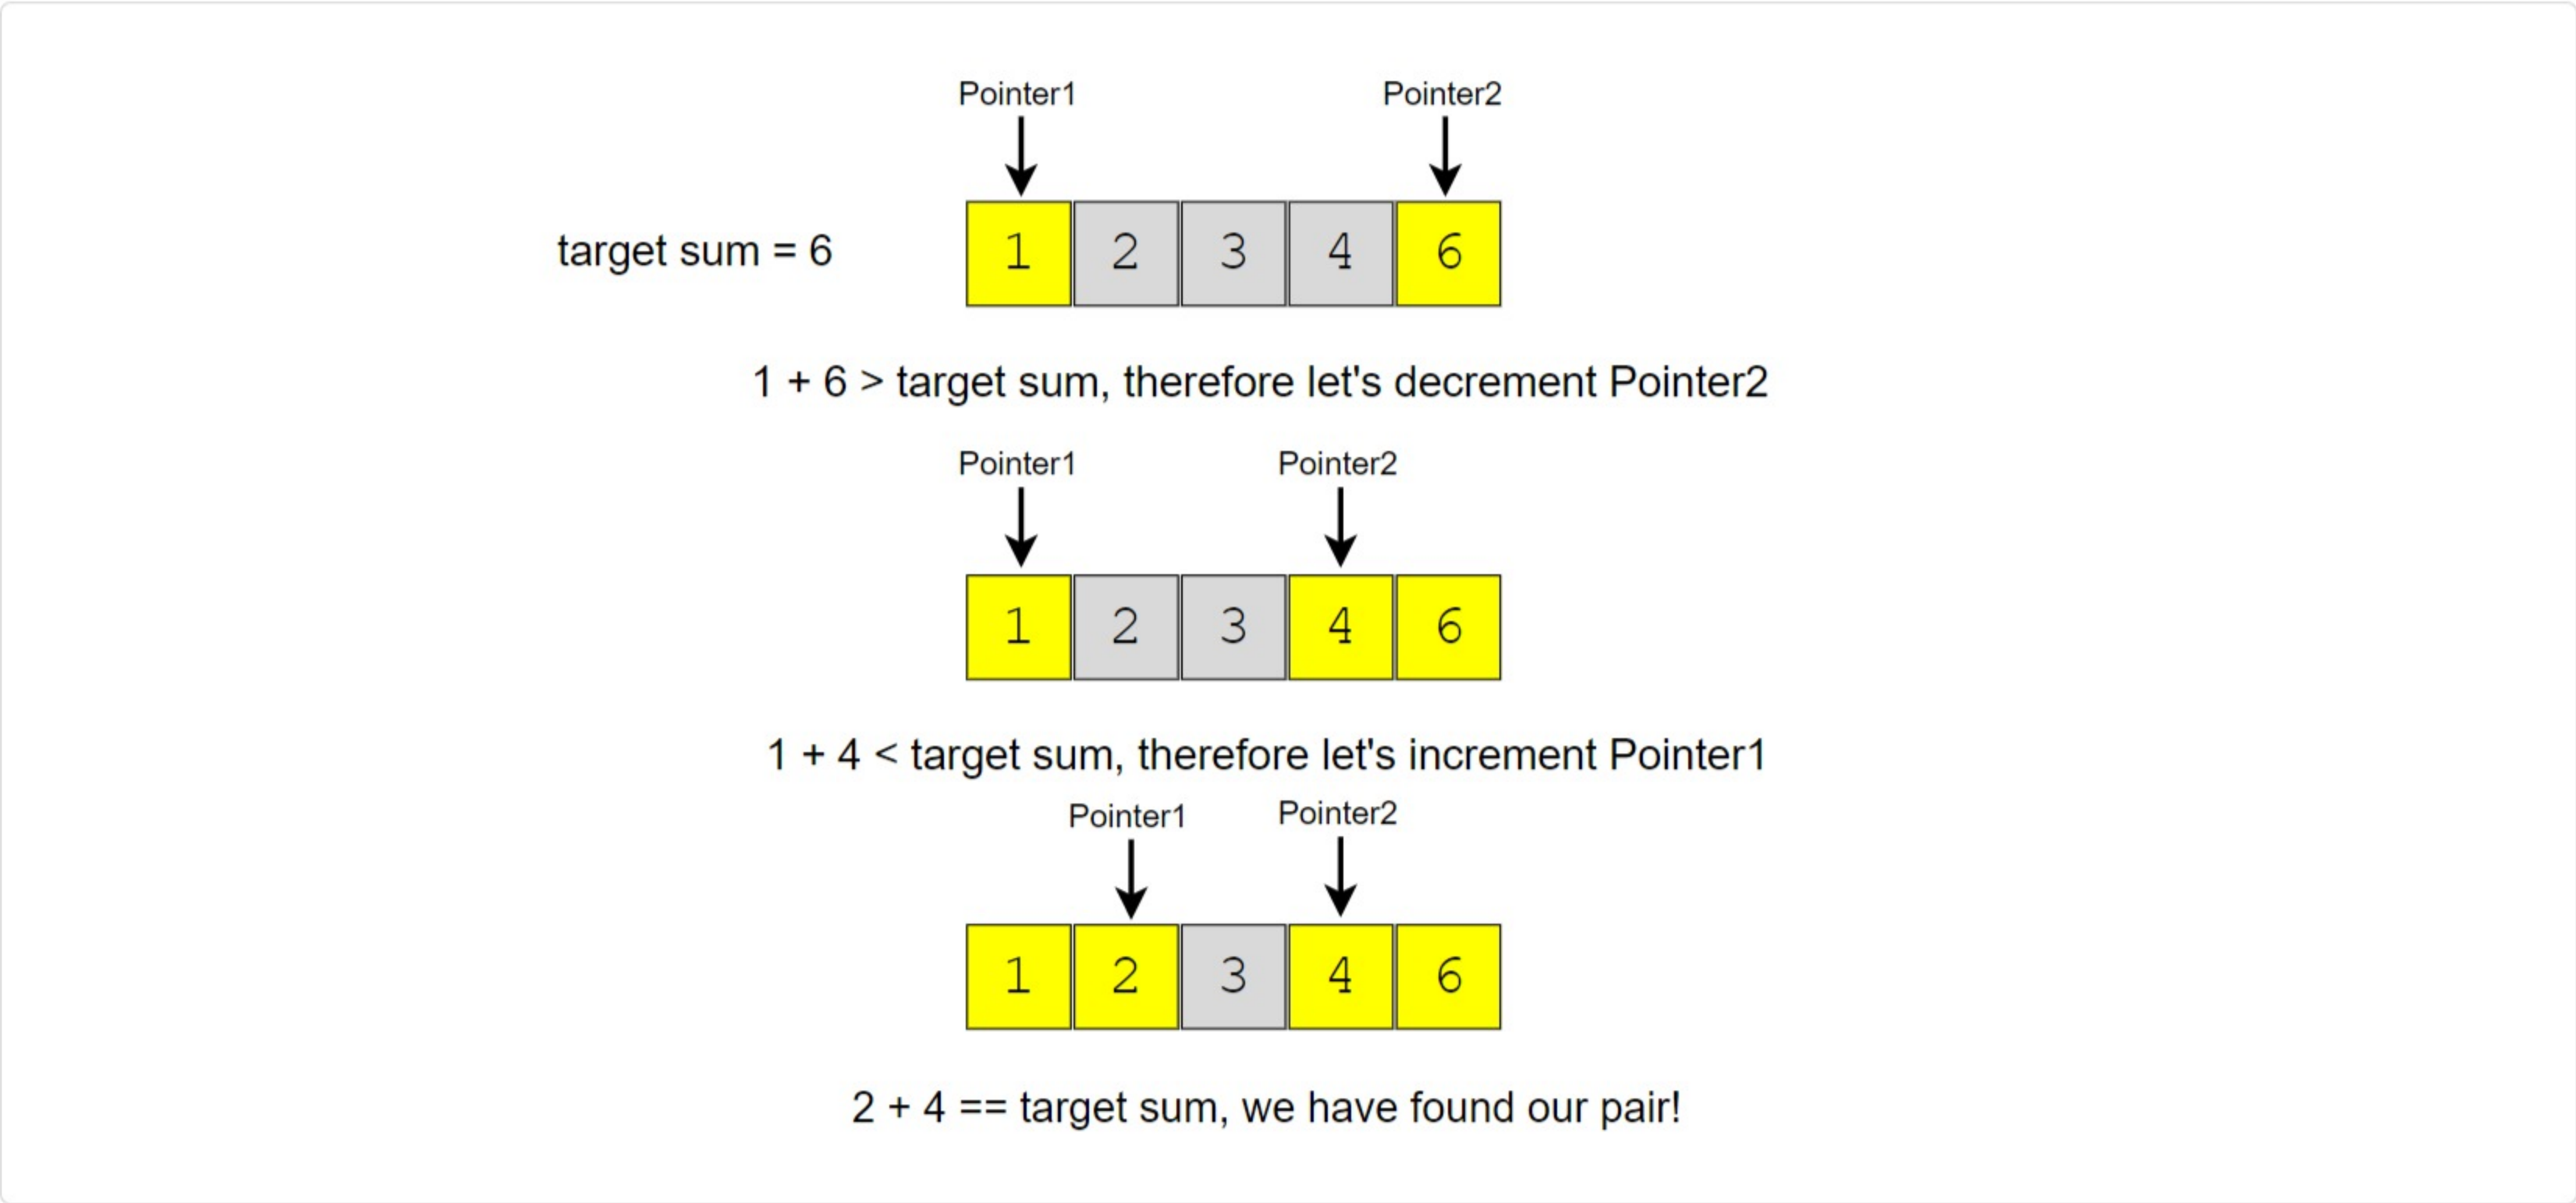 Pointer1 Pointer2
target sum = 6 1 2 3 4 6
1 + 6 > target sum, therefore let's decrement Pointer2
Pointer1 Pointer2
1 2 3 4 6
1 + 4 < target sum, therefore let's increment Pointer1
Pointer1 Pointer2
1 2 3 4 6
2 + 4 == target sum, we have found our pair!